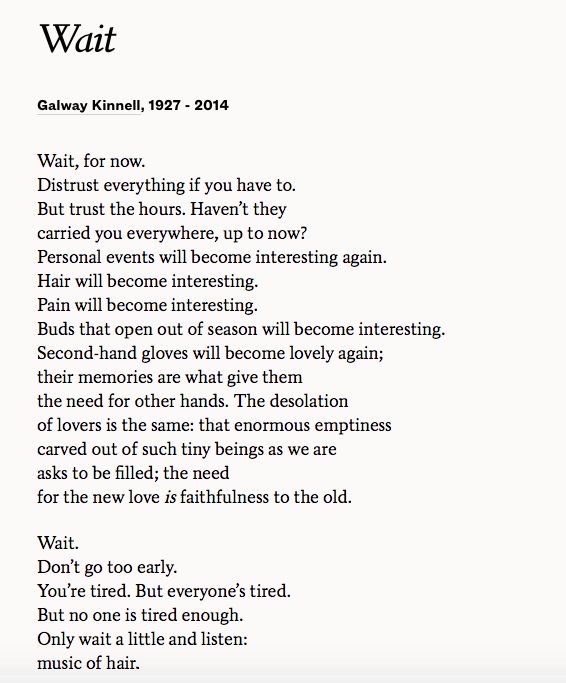 Wait
Galway Kinnell, 1927 - 2014
Wait, for now.
Distrust everything if you have to.
But trust the hours. Haven’t they
carried you everywhere, up to now?
Personal events will become interesting again.
Hair will become interesting.
Pain will become interesting.
Buds that open out of season will become interesting.
Second-hand gloves will become lovely again;
their memories are what give them
the need for other hands. The desolation
of lovers is the same: that enormous emptiness
carved out of such tiny beings as we are
asks to be filled; the need
for the new love is faithfulness to the old.
Wait.
Don’t go too early.
You’re tired. But everyone’s tired.
But no one is tired enough.
Only wait a little and listen:
music of hair.